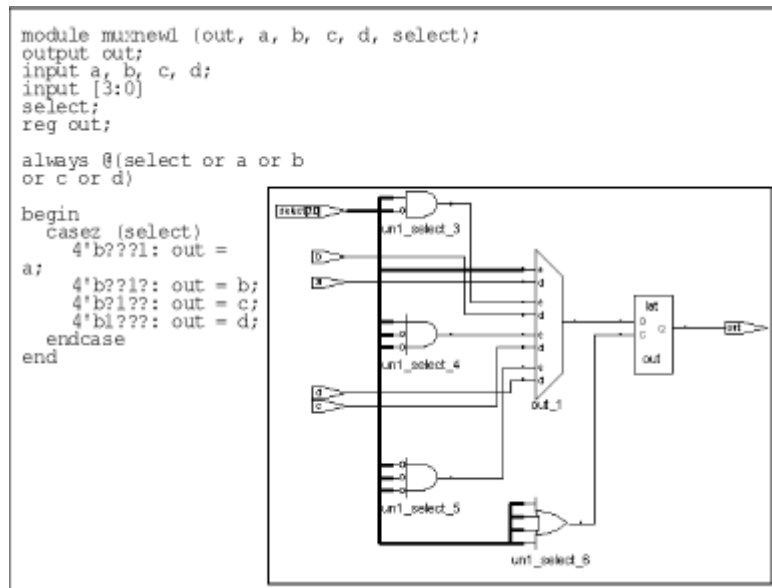 module muxnew1 (out, a, b, c, d, select);
output out;
input a, b, c, d;
input [3:0]
select;
reg out;
always @(select or a or b
or c or d)
begin
casez (select)
4'b???1: out =
a;
4'b??1?: out = b;
4'b?1??: out = c;
4'b1???: out = d;
endcase
end
un1_select_3
b
a
e
d
e
d
un1_select_4
e
d
e
d
out_1
lat
D
Q
C
out
out
d
c
un1_select_5
un1_select_6